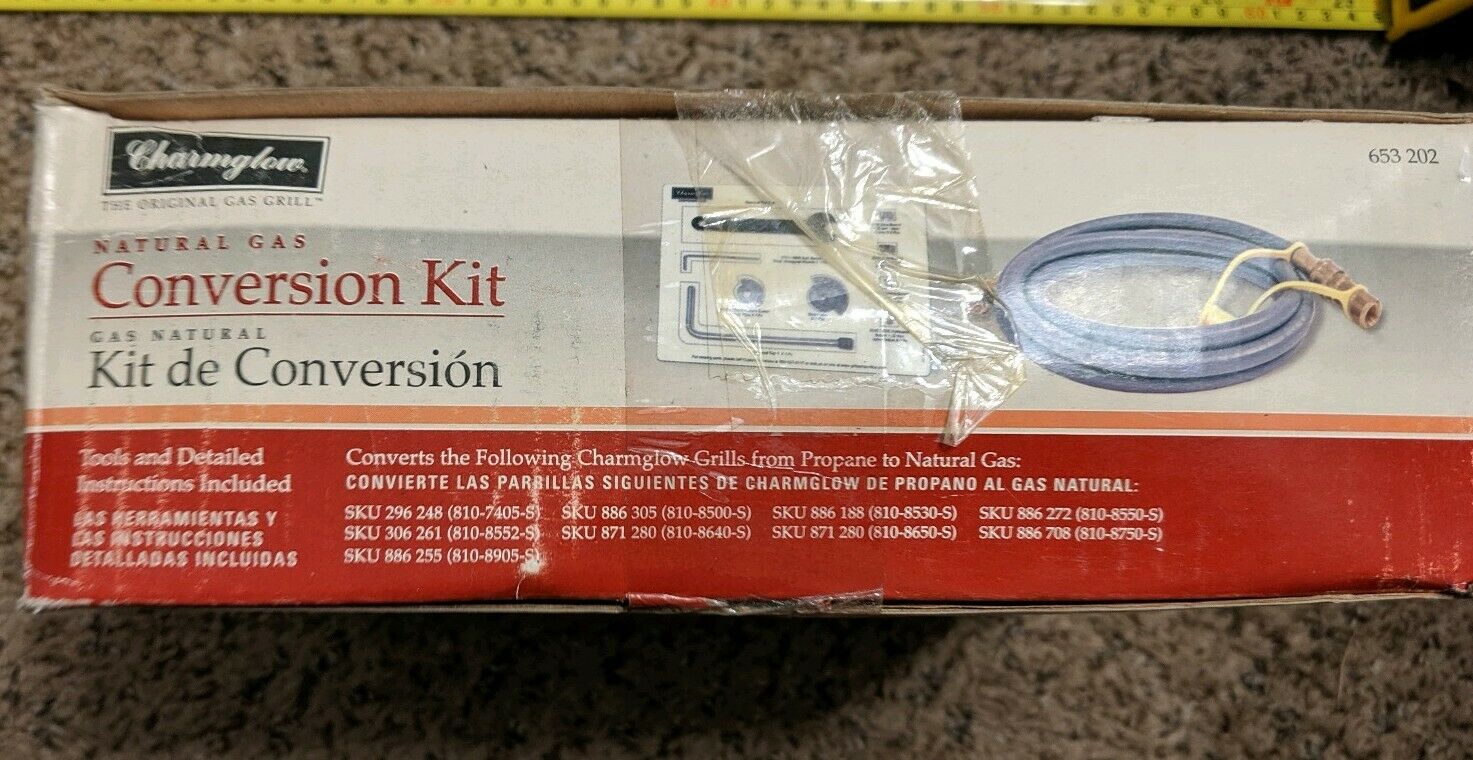 Charmglow
THE ORIGINAL GAS GRILL™
653 202
NATURAL GAS
Conversion Kit
GAS NATURAL
Kit de Conversión
Tools and Detailed
Instructions Included
LAS HERRAMIENTAS Y
LAS INSTRUCCIONES
DETALLADAS INCLUIDAS
Converts the Following Charmglow Grills from Propane to Natural Gas:
CONVIERTE LAS PARRILLAS SIGUIENTES DE CHARMGLOW DE PROPANO AL GAS NATURAL:
SKU 296 248 (810-7405-S) SKU 886 305 (810-8500-S) SKU 886 188 (810-8530-S) SKU 886 272 (810-8550-S)
SKU 306 261 (810-8552-S) SKU 871 280 (810-8640-S) SKU 871 280 (810-8650-S) SKU 886 708 (810-8750-S)
SKU 886 255 (810-8905-S)